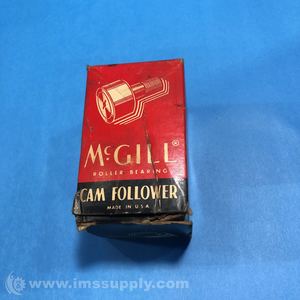 McGILL®
ROLLER BEARING
CAM FOLLOWER
MADE IN U.S.A.
© www.imssupply.com